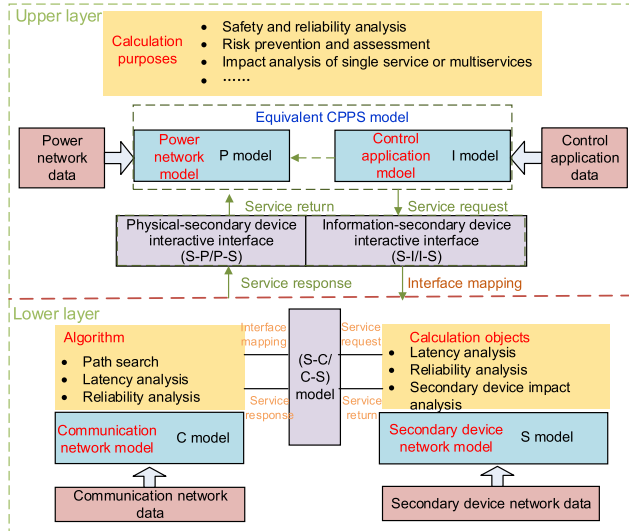 Upper layer
Calculation
purposes
• Safety and reliability analysis
• Risk prevention and assessment
• Impact analysis of single service or multiservices
• ……
Equivalent CPPS model
Power
network
data
Power
network
model
P model
Control
application
mdoel
I model
Control
application
data
Service return
Service request
Physical-secondary device
interactive interface
(S-P/P-S)
Information-secondary device
interactive interface
(S-I/I-S)
Service response
Interface mapping
Lower layer
Algorithm
• Path search
• Latency analysis
• Reliability analysis
Interface
mapping
Service
response
(S-C/
C-S)
model
Service
request
Service
return
Calculation objects
• Latency analysis
• Reliability analysis
• Secondary device impact
analysis
Communication
network model
C model
Secondary device
network model
S model
Communication network
data
Secondary device network data